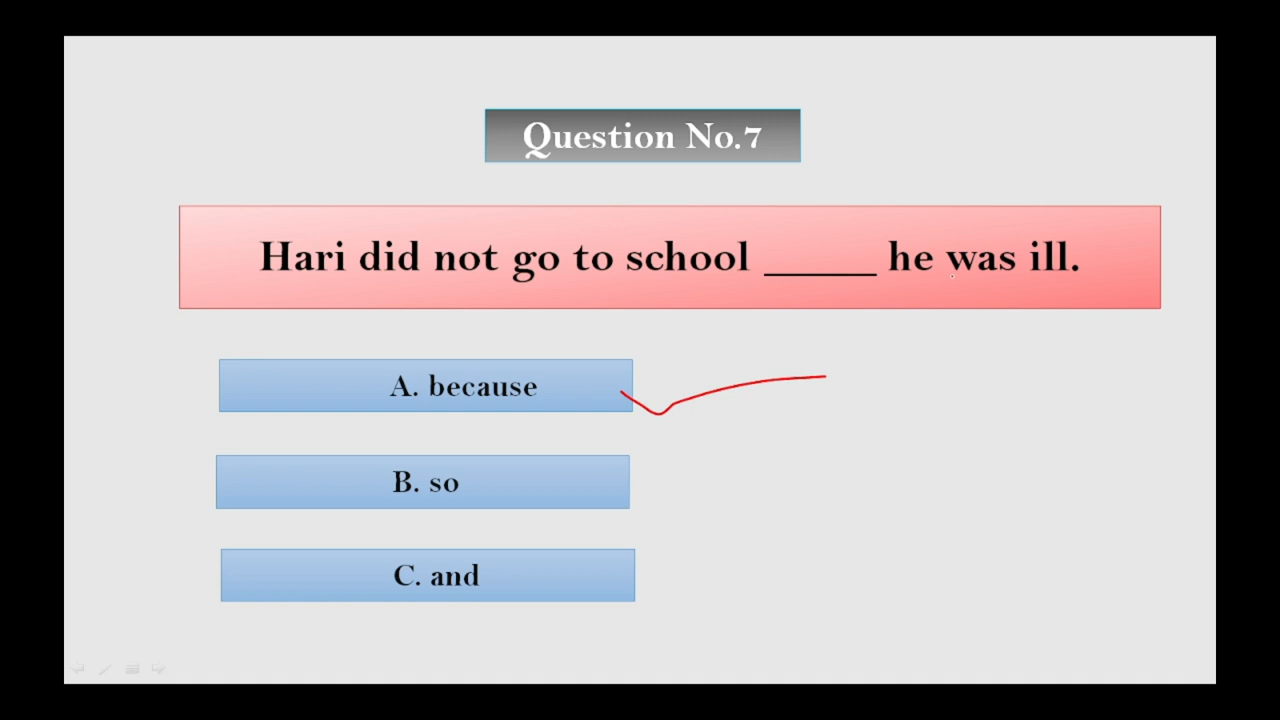 Question No.7
Hari did not go to school _____ he was ill.
A. because
B. so
C. and